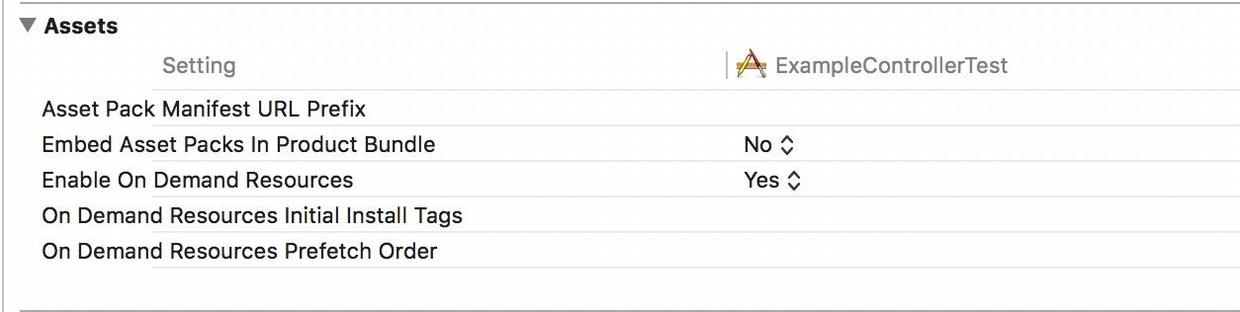 Assets
Setting ExampleControllerTest
Asset Pack Manifest URL Prefix
Embed Asset Packs In Product Bundle No
Enable On Demand Resources Yes
On Demand Resources Initial Install Tags
On Demand Resources Prefetch Order